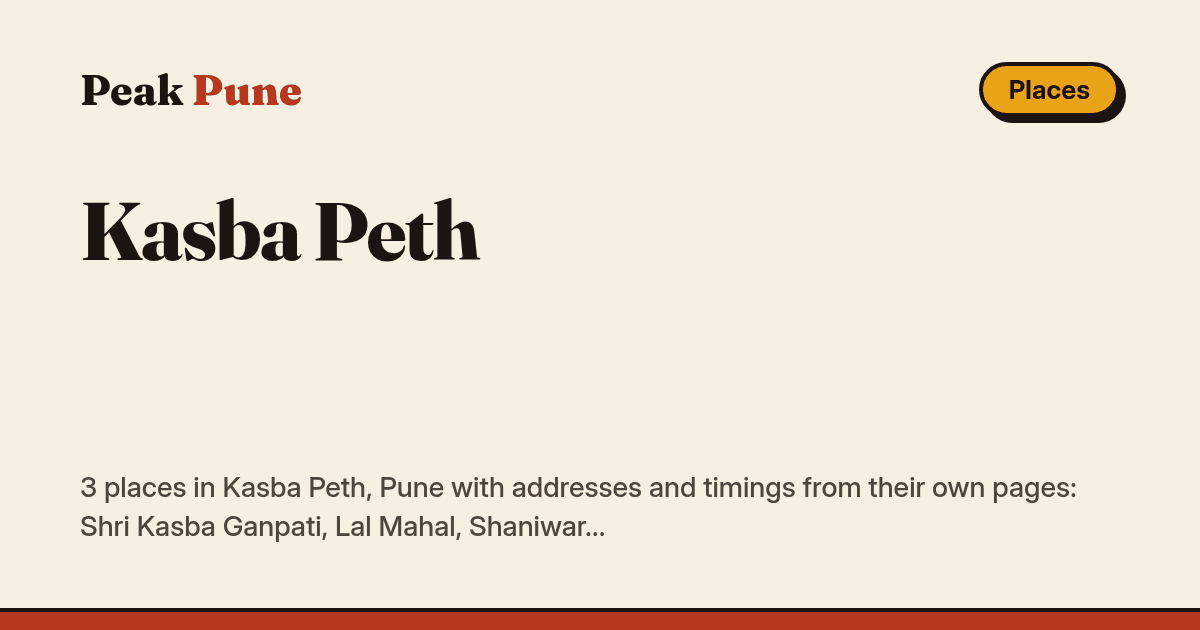 Peak Pune
Places
Kasba Peth
3 places in Kasba Peth, Pune with addresses and timings from their own pages:
Shri Kasba Ganpati, Lal Mahal, Shaniwar...